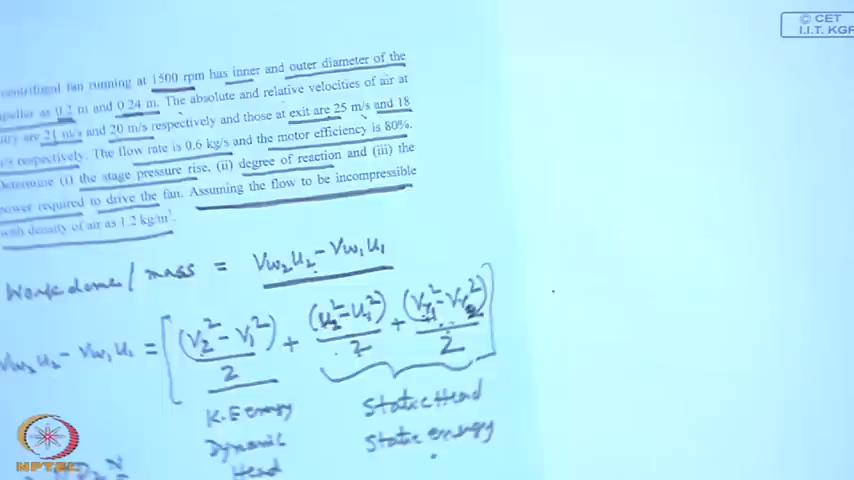 © CET
I.I.T. KGP
centrifugal fan running at 1500 rpm has inner and outer diameter of the
peller as 0.2 m and 0.24 m. The absolute and relative velocities of air at
ntry are 21 m/s and 20 m/s respectively and those at exit are 25 m/s and 18
/s respectively. The flow rate is 0.6 kg/s and the motor efficiency is 80%.
Determine (i) the stage pressure rise, (ii) degree of reaction and (iii) the
power required to drive the fan. Assuming the flow to be incompressible
with density of air as 1.2 kg/m³.
Work done / mass = Vw₂u₂ - Vw₁u₁
Vw₂u₂ - Vw₁u₁ = [(V₂² - V₁²)/2 + (u₂² - u₁²)/2 + (Vr₁² - Vr₂²)/2]
K.Energy Static Head
Dynamic Static energy
Head
NPTEL